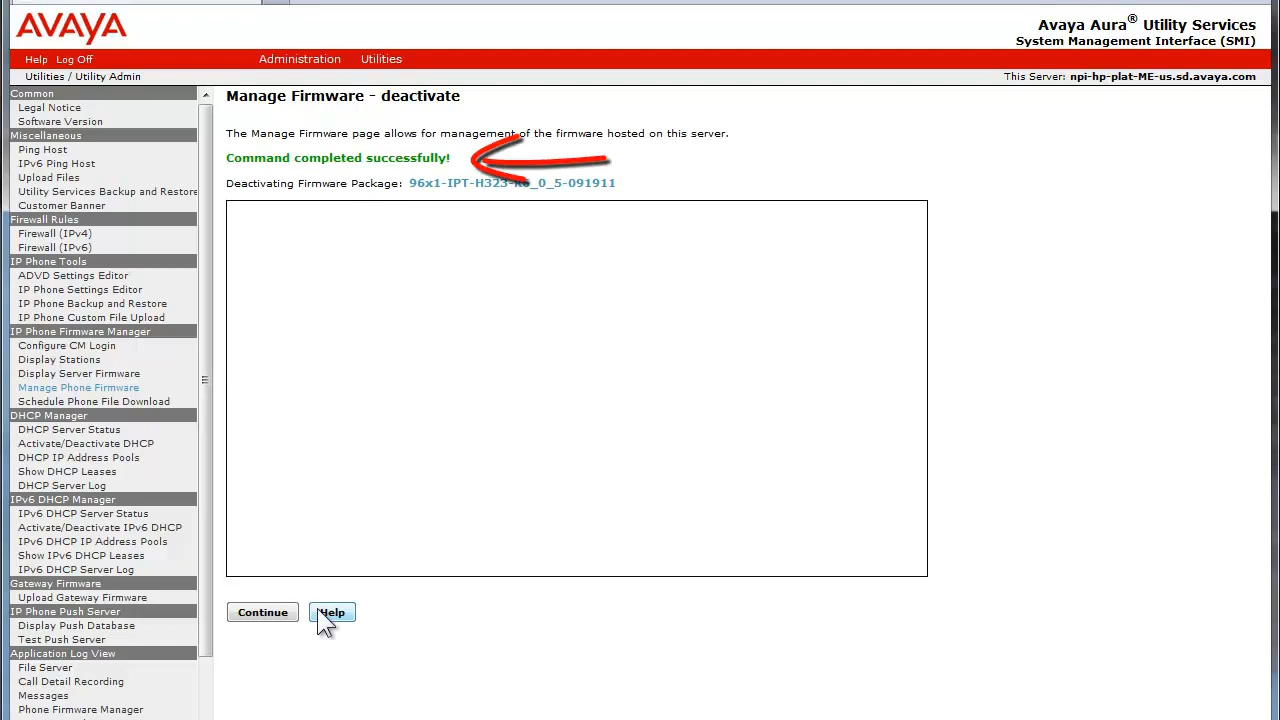 AVAYA
Avaya Aura® Utility Services
System Management Interface (SMI)
Help Log Off Administration Utilities
Utilities / Utility Admin This Server: npi-hp-plat-ME-us.sd.avaya.com
Common
Legal Notice
Software Version
Miscellaneous
Ping Host
IPv6 Ping Host
Upload Files
Utility Services Backup and Restore
Customer Banner
Firewall Rules
Firewall (IPv4)
Firewall (IPv6)
IP Phone Tools
ADVD Settings Editor
IP Phone Settings Editor
IP Phone Backup and Restore
IP Phone Custom File Upload
IP Phone Firmware Manager
Configure CM Login
Display Stations
Display Server Firmware
Manage Phone Firmware
Schedule Phone File Download
DHCP Manager
DHCP Server Status
Activate/Deactivate DHCP
DHCP IP Address Pools
Show DHCP Leases
DHCP Server Log
IPv6 DHCP Manager
IPv6 DHCP Server Status
Activate/Deactivate IPv6 DHCP
IPv6 DHCP IP Address Pools
Show IPv6 DHCP Leases
IPv6 DHCP Server Log
Gateway Firmware
Upload Gateway Firmware
IP Phone Push Server
Display Push Database
Test Push Server
Application Log View
File Server
Call Detail Recording
Messages
Phone Firmware Manager
Manage Firmware - deactivate
The Manage Firmware page allows for management of the firmware hosted on this server.
Command completed successfully!
Deactivating Firmware Package: 96x1-IPT-H323-R6_0_5-091911
Continue Help